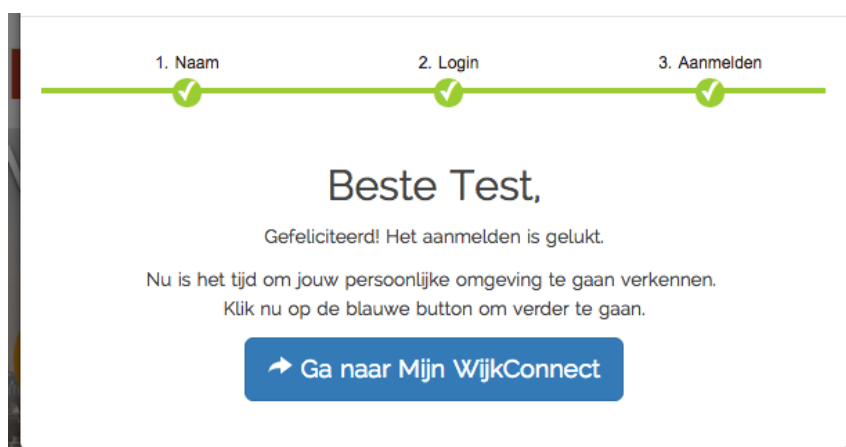 1. Naam
2. Login
3. Aanmelden
Beste Test,
Gefeliciteerd! Het aanmelden is gelukt.
Nu is het tijd om jouw persoonlijke omgeving te gaan verkennen.
Klik nu op de blauwe button om verder te gaan.
Ga naar Mijn WijkConnect